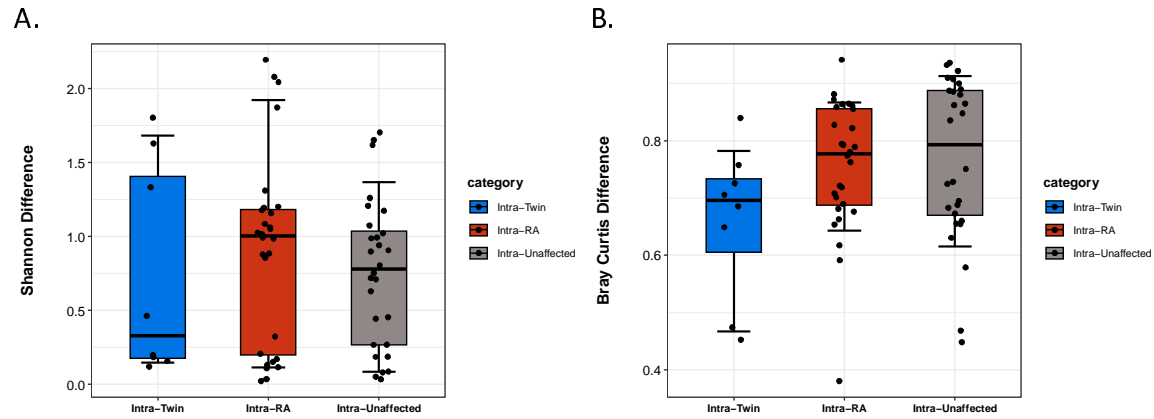 A.
B.
Shannon Difference
2.0
1.5
1.0
0.5
0.0
Intra-Twin
Intra-RA
Intra-Unaffected
category
Intra-Twin
Intra-RA
Intra-Unaffected
Bray Curtis Difference
0.8
0.6
0.4
Intra-Twin
Intra-RA
Intra-Unaffected
category
Intra-Twin
Intra-RA
Intra-Unaffected